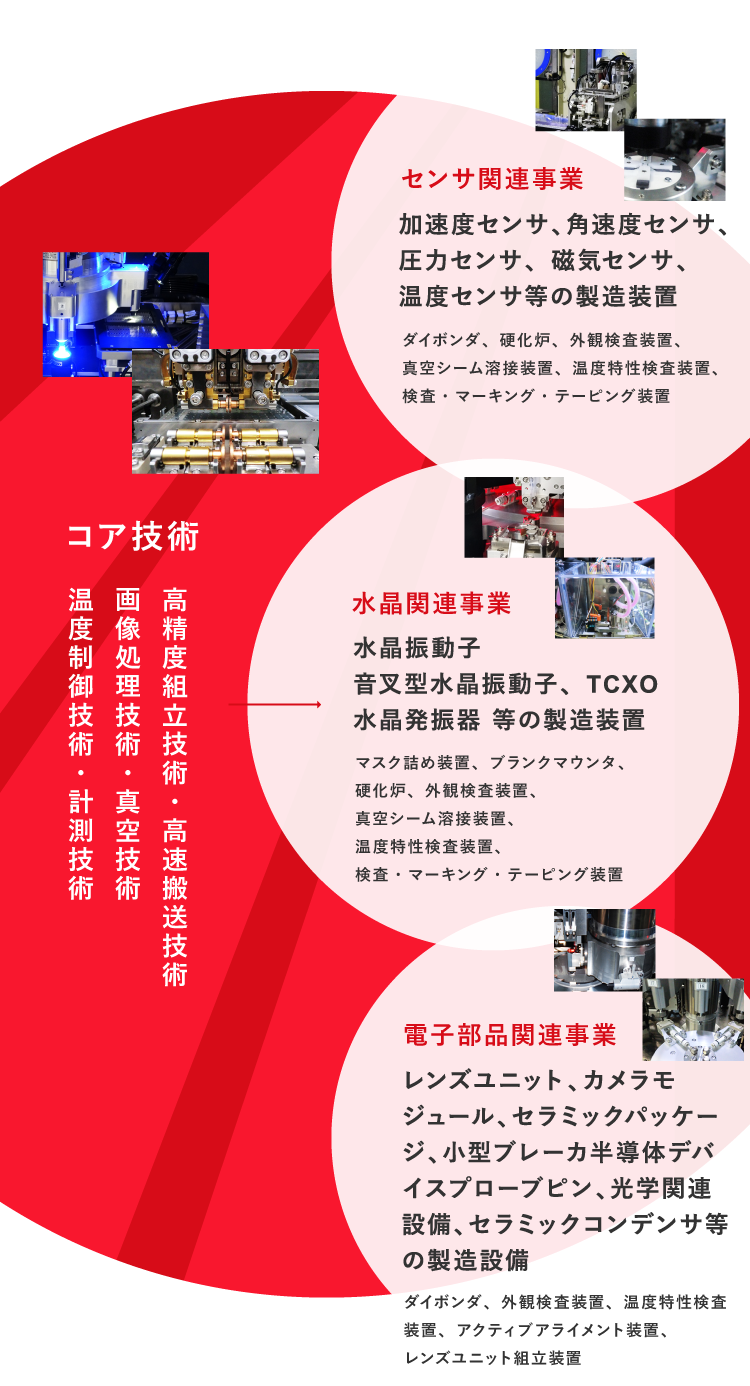 センサ関連事業
加速度センサ、角速度センサ、
圧力センサ、磁気センサ、
温度センサ等の製造装置
ダイボンダ、硬化炉、外観検査装置、
真空シーム溶接装置、温度特性検査装置、
検査・マーキング・テーピング装置
コア技術
高精度組立技術・高速搬送技術
画像処理技術・真空技術
温度制御技術・計測技術
水晶関連事業
水晶振動子
音叉型水晶振動子、TCXO
水晶発振器 等の製造装置
マスク詰め装置、ブランクマウンタ、
硬化炉、外観検査装置、
真空シーム溶接装置、
温度特性検査装置、
検査・マーキング・テーピング装置
電子部品関連事業
レンズユニット、カメラモ
ジュール、セラミックパッケー
ジ、小型ブレーカ半導体デバ
イスプローブピン、光学関連
設備、セラミックコンデンサ等
の製造設備
ダイボンダ、外観検査装置、温度特性検査
装置、アクティブアライメント装置、
レンズユニット組立装置